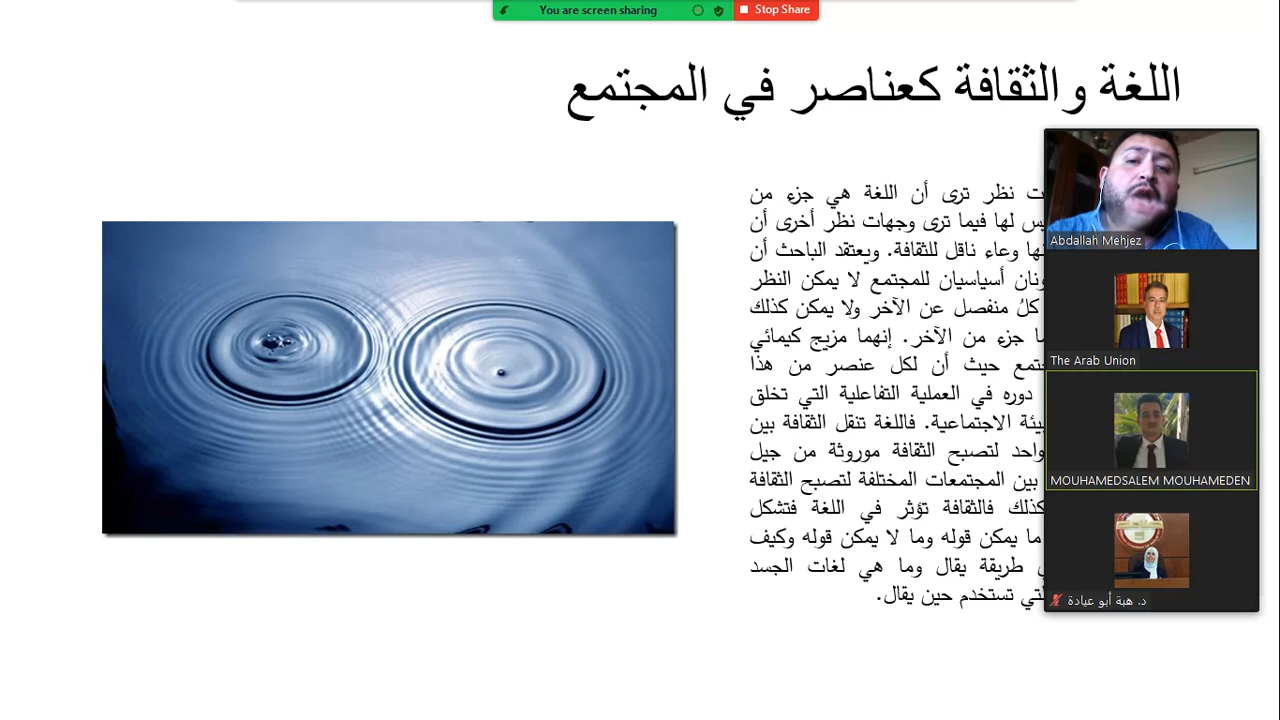 You are screen sharing
Stop Share
اللغة والثقافة كعناصر في المجتمع
نظر ترى أن اللغة هي جزء من
لها فيما ترى وجهات نظر أخرى أن
وعاء ناقل للثقافة. ويعتقد الباحث أن
أسياسيان للمجتمع لا يمكن النظر
كلُ منفصل عن الآخر ولا يمكن كذلك
جزء من الآخر. إنهما مزيج كيمائي
حيث أن لكل عنصر من هذا
دوره في العملية التفاعلية التي تخلق
الاجتماعية. فاللغة تنقل الثقافة بين
لتصبح الثقافة موروثة من جيل
بين المجتمعات المختلفة لتصبح الثقافة
كذلك فالثقافة تؤثر في اللغة فتشكل
ما يمكن قوله وما لا يمكن قوله وكيف
طريقة يقال وما هي لغات الجسد
تستخدم حين يقال.
Abdallah Mehjez
The Arab Union
MOUHAMEDSALEM MOUHAMEDEN
د. هبة أبو عيادة